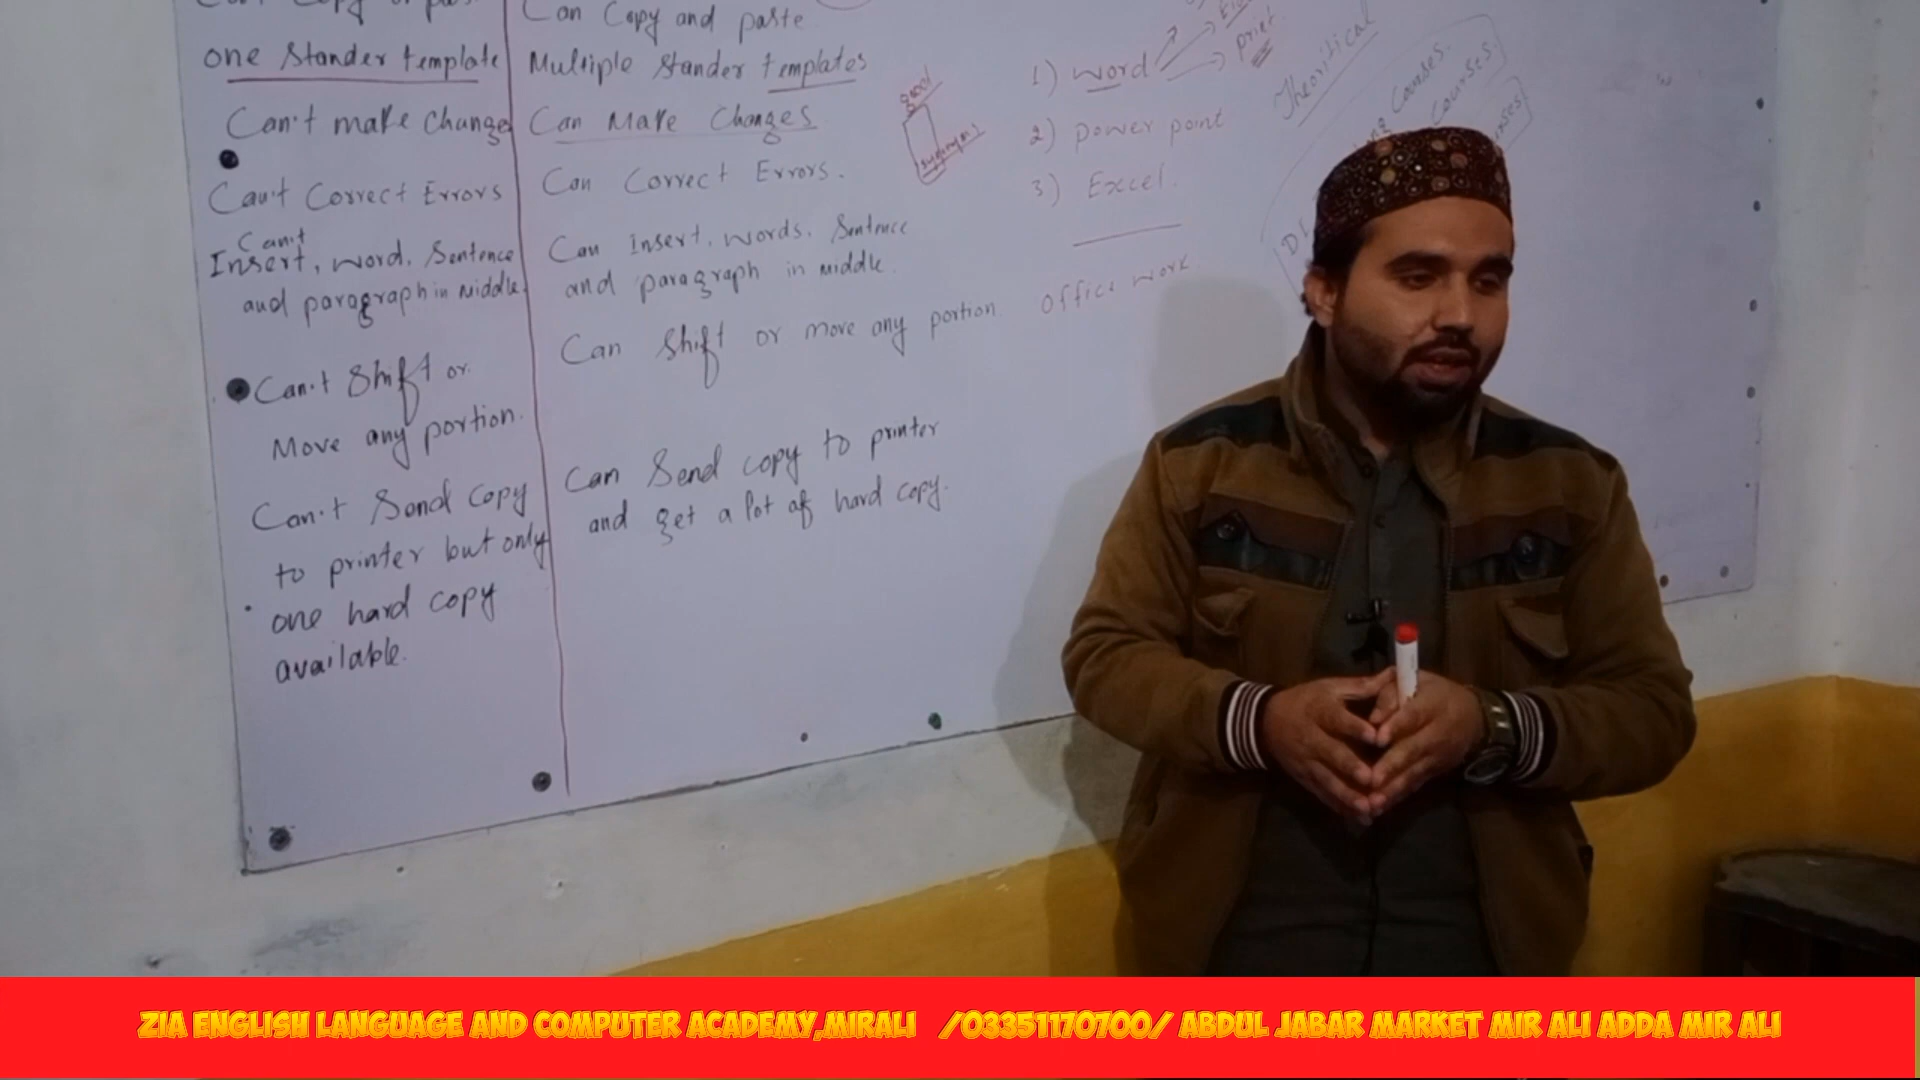 one Stander template
Can't make Change
Can't Correct Errors
Can't
Insert, word, Sentence
and paragraph in middle
Can't Shift or
Move any portion.
Can't Send Copy
to printer but only
one hard copy
available.
Can Copy and paste
Multiple Stander templates
Can Make Changes
Can Correct Errors.
Can Insert, words, Sentence
and paragraph in middle.
Can Shift or move any portion.
Can Send copy to printer
and get a lot of hard copy.
good
synonyms
1) word
print
2) power point
3) Excel.
office work
Theoritical
Courses.
Courses.
ZIA ENGLISH LANGUAGE AND COMPUTER ACADEMY,MIRALI /03351170700/ ABDUL JABAR MARKET MIR ALI ADDA MIR ALI